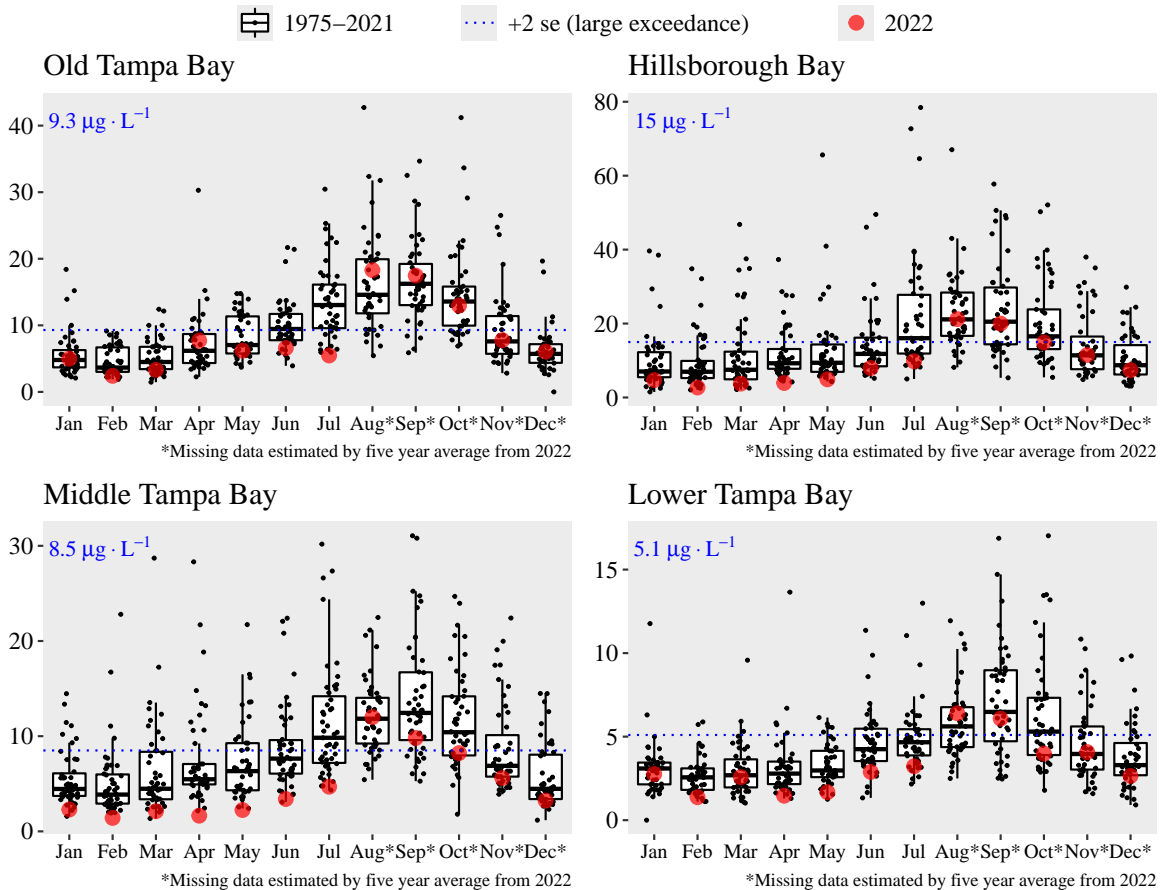 1975–2021 +2 se (large exceedance) 2022
Old Tampa Bay
9.3 μg · L⁻¹
40
30
20
10
0
Jan Feb Mar Apr May Jun Jul Aug* Sep* Oct* Nov* Dec*
*Missing data estimated by five year average from 2022
Hillsborough Bay
15 μg · L⁻¹
80
60
40
20
0
Jan Feb Mar Apr May Jun Jul Aug* Sep* Oct* Nov* Dec*
*Missing data estimated by five year average from 2022
Middle Tampa Bay
8.5 μg · L⁻¹
30
20
10
0
Jan Feb Mar Apr May Jun Jul Aug* Sep* Oct* Nov* Dec*
*Missing data estimated by five year average from 2022
Lower Tampa Bay
5.1 μg · L⁻¹
15
10
5
0
Jan Feb Mar Apr May Jun Jul Aug* Sep* Oct* Nov* Dec*
*Missing data estimated by five year average from 2022